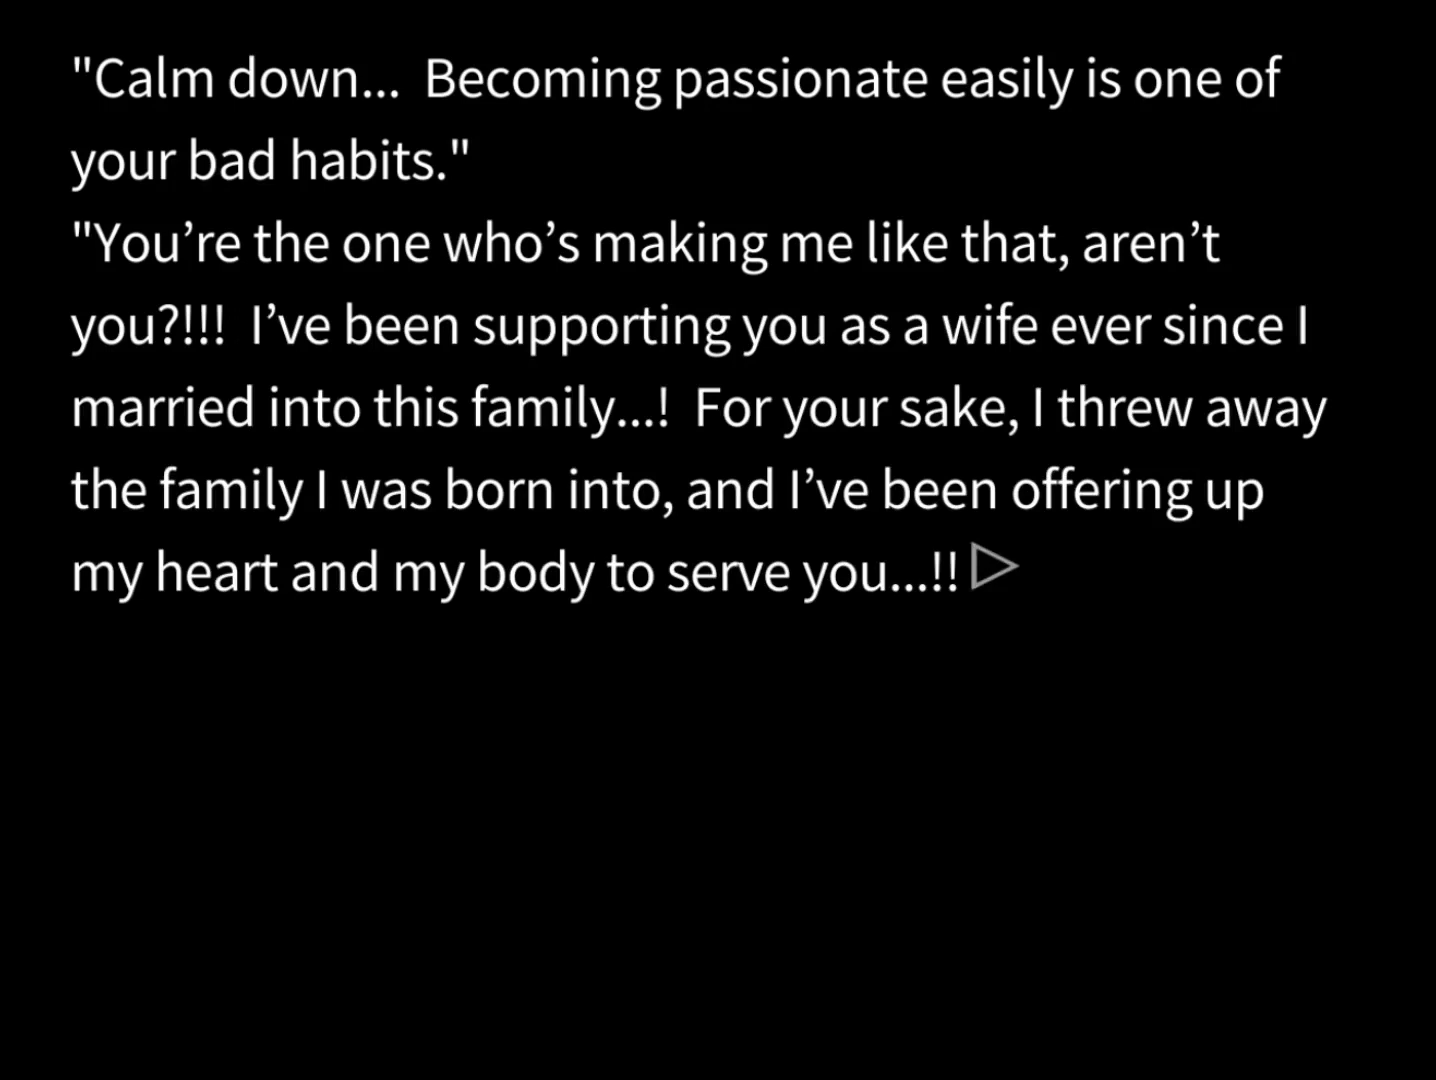 "Calm down...  Becoming passionate easily is one of
your bad habits."
"You’re the one who’s making me like that, aren’t
you?!!!  I’ve been supporting you as a wife ever since I
married into this family...!  For your sake, I threw away
the family I was born into, and I’ve been offering up
my heart and my body to serve you...!!